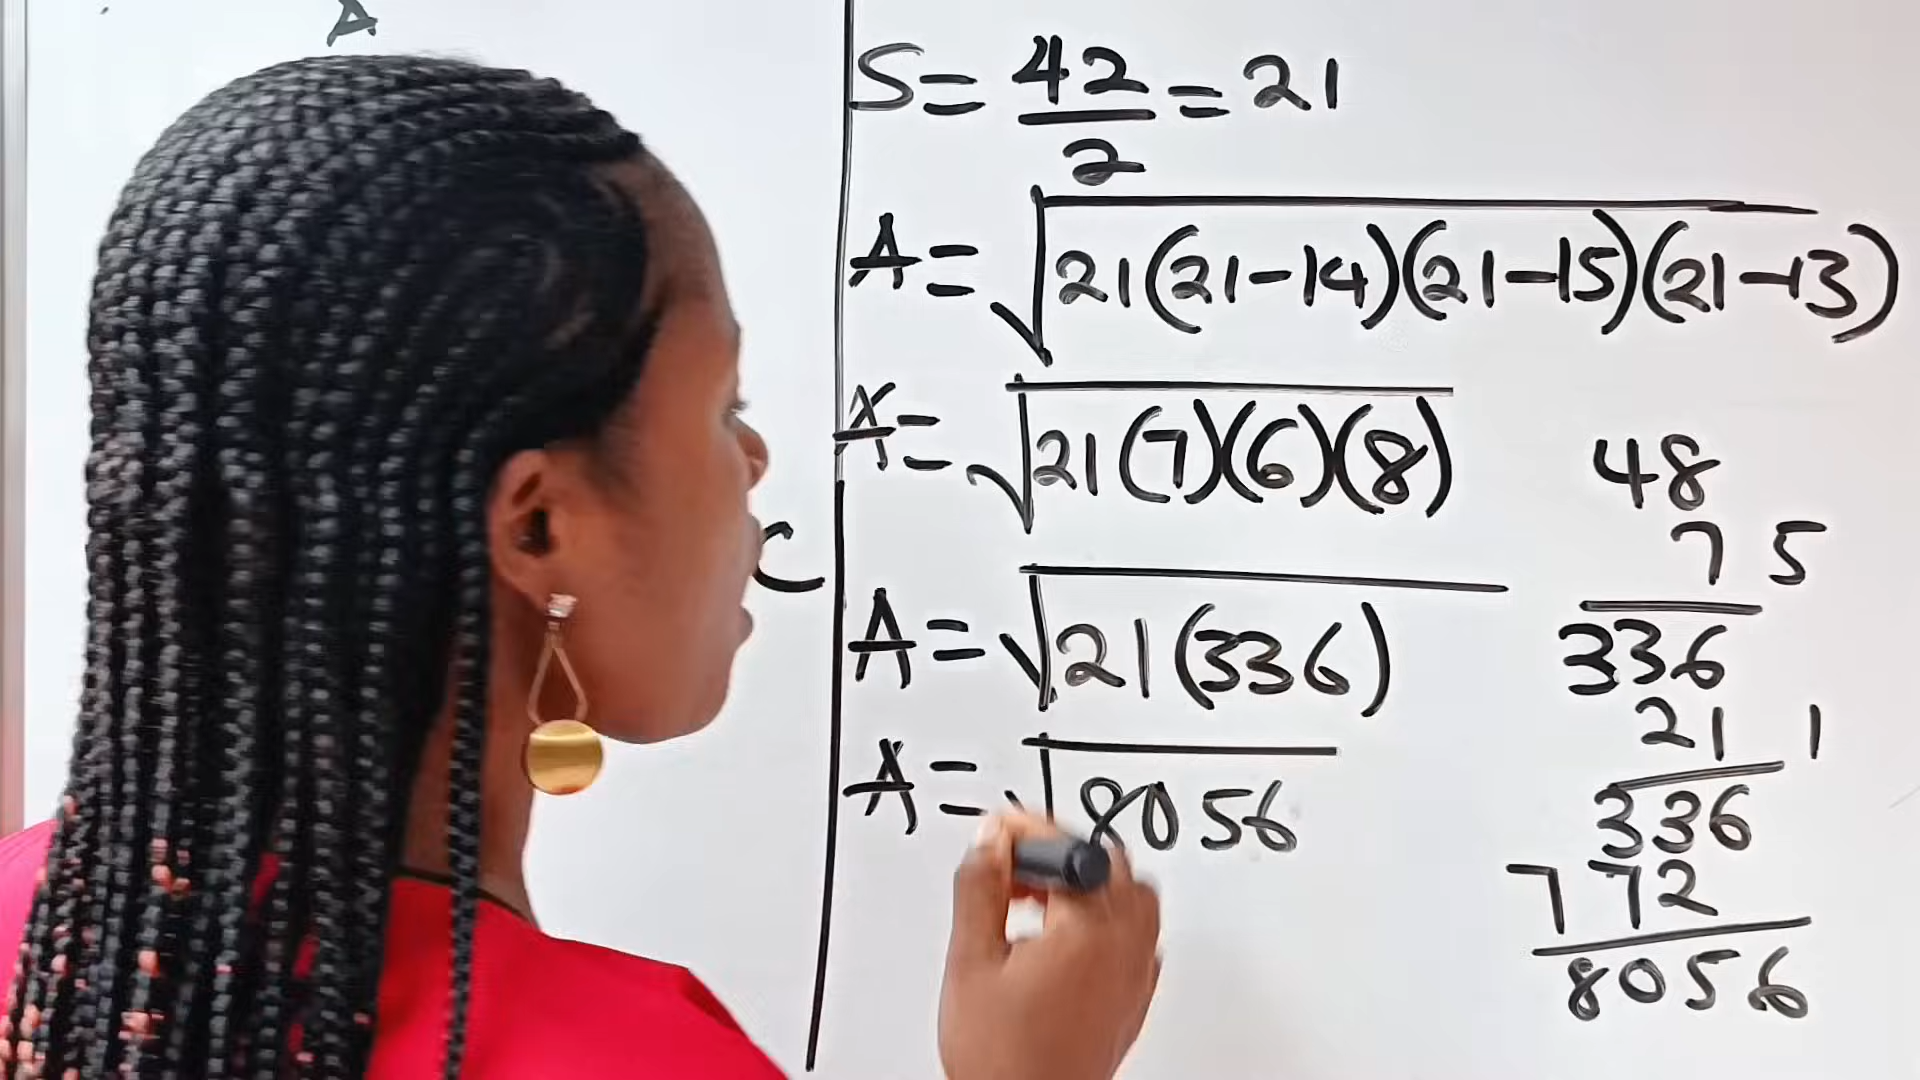 A
S = 42/2 = 21
A = √21(21-14)(21-15)(21-13)
A = √21(7)(6)(8)
48
7 5
C
336
A = √21(336)
21 1
336
A = √8056
7 72
8056